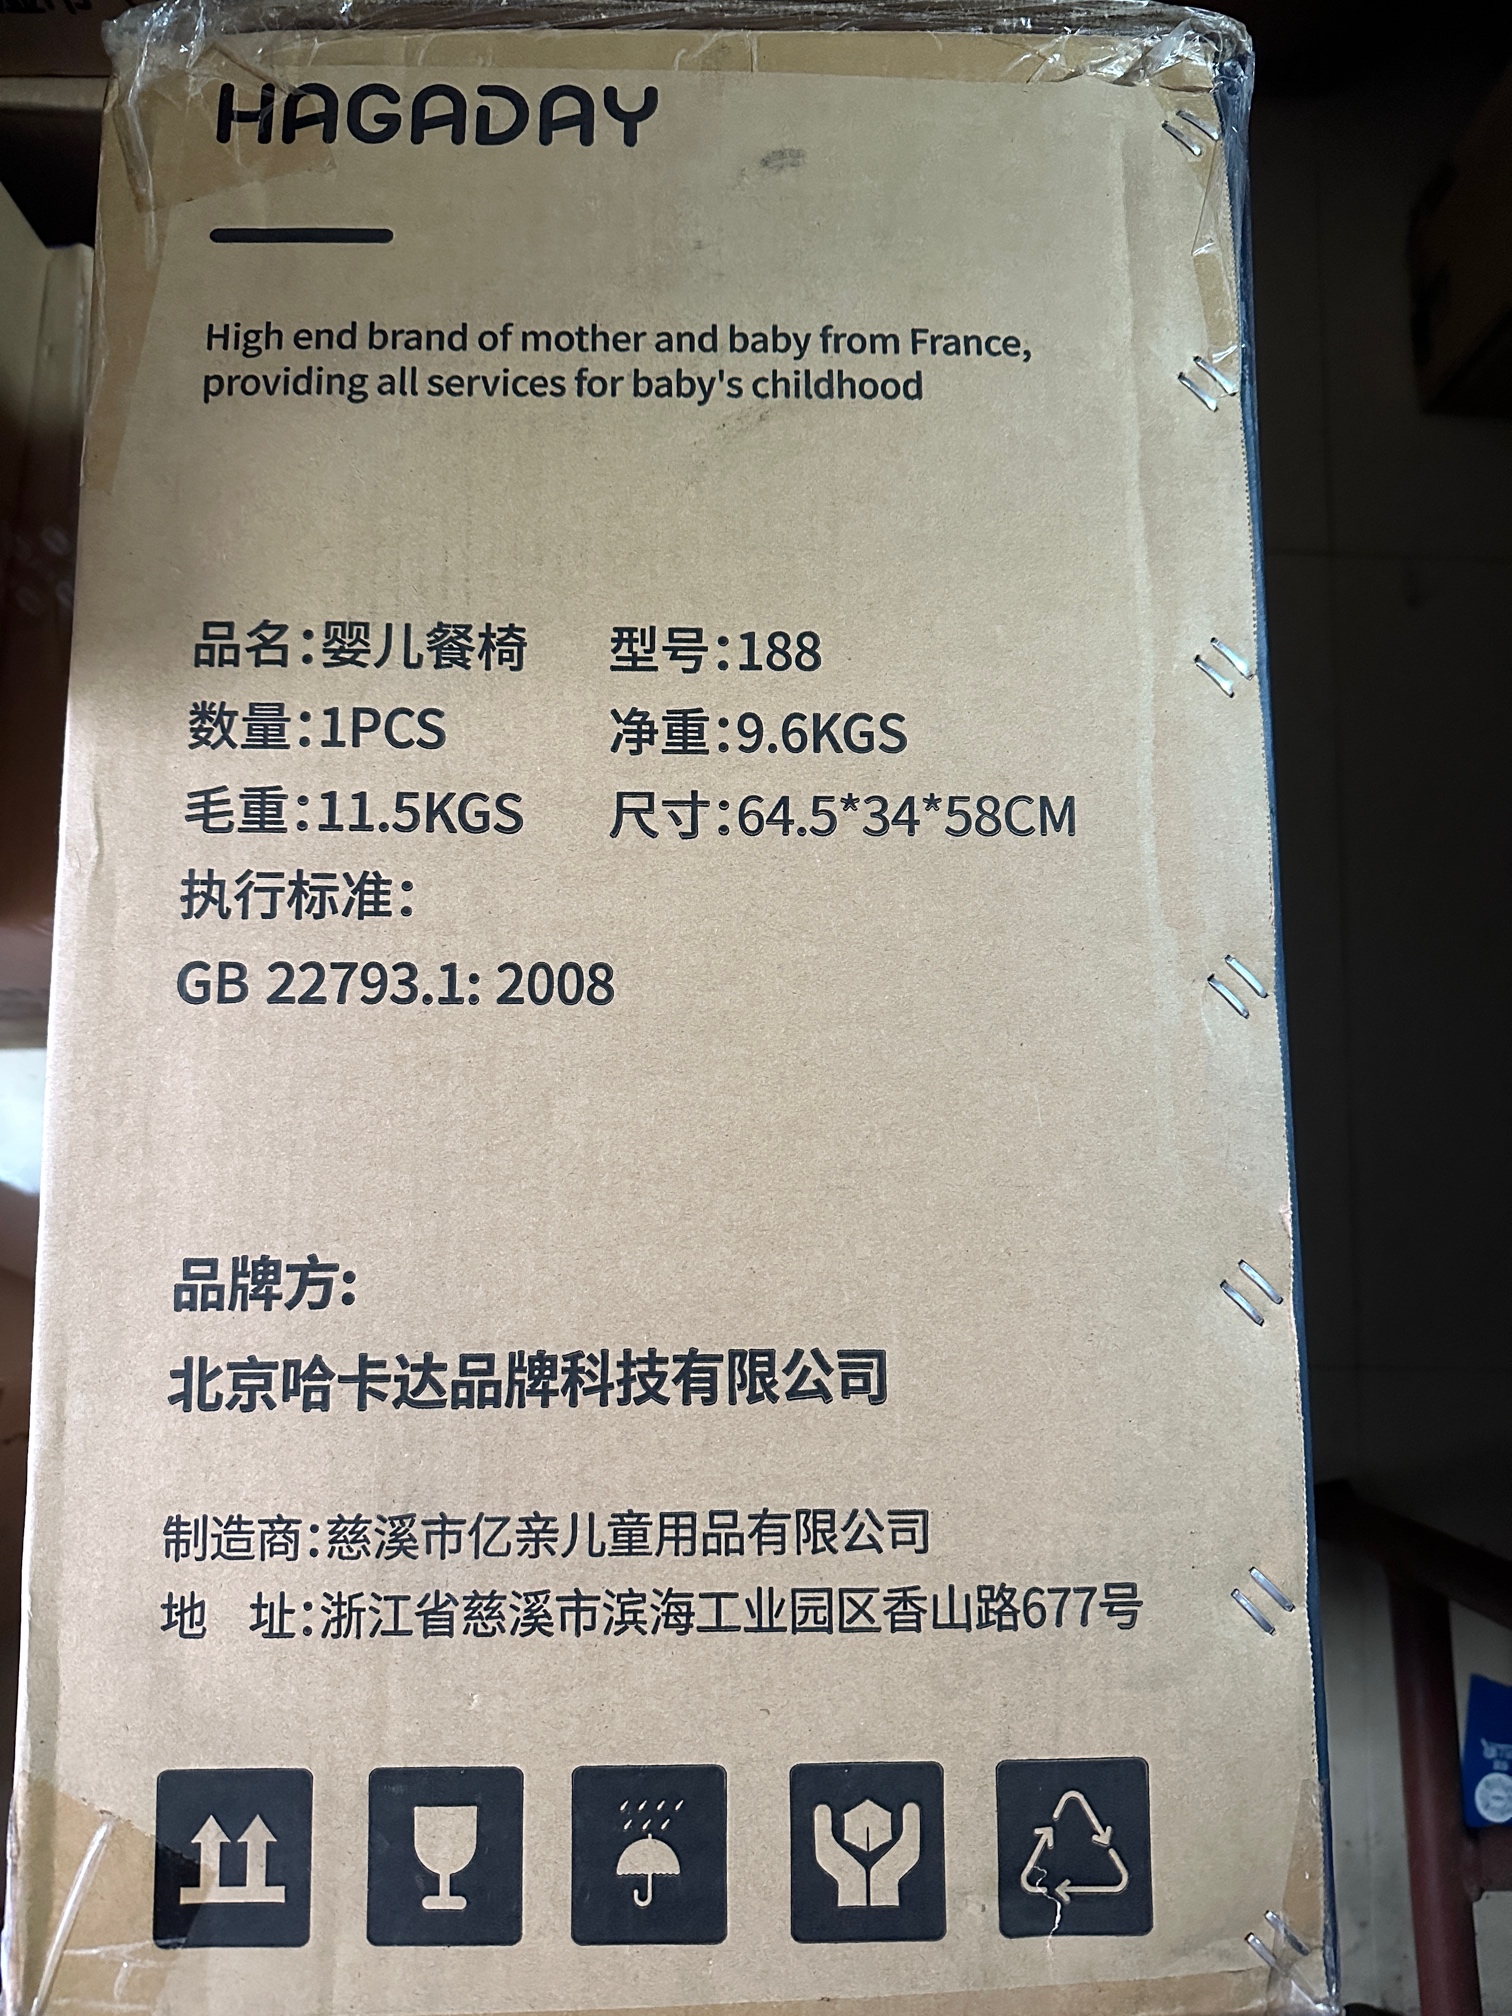 HAGADAY
High end brand of mother and baby from France,
providing all services for baby's childhood
品名:婴儿餐椅 型号:188
数量:1PCS 净重:9.6KGS
毛重:11.5KGS 尺寸:64.5*34*58CM
执行标准:
GB 22793.1: 2008
品牌方:
北京哈卡达品牌科技有限公司
制造商:慈溪市亿亲儿童用品有限公司
地 址:浙江省慈溪市滨海工业园区香山路677号